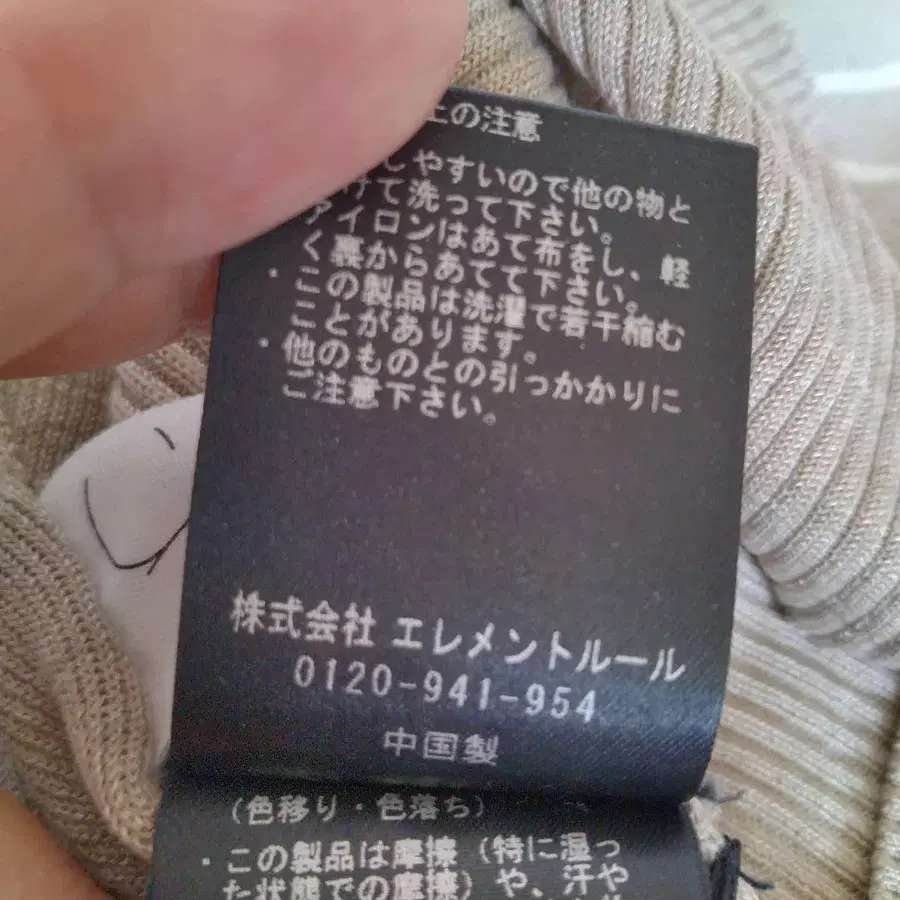 上の注意
しやすいので他の物と
けて洗って下さい。
アイロンはあて布をし、軽
く裏からあてて下さい。
・この製品は洗濯で若干縮む
ことがあります。
・他のものとの引っかかりに
ご注意下さい。
株式会社 エレメントルール
0120-941-954
中国製
(色移り・色落ち)
・この製品は摩擦(特に湿っ
た状態での摩擦)や、汗や